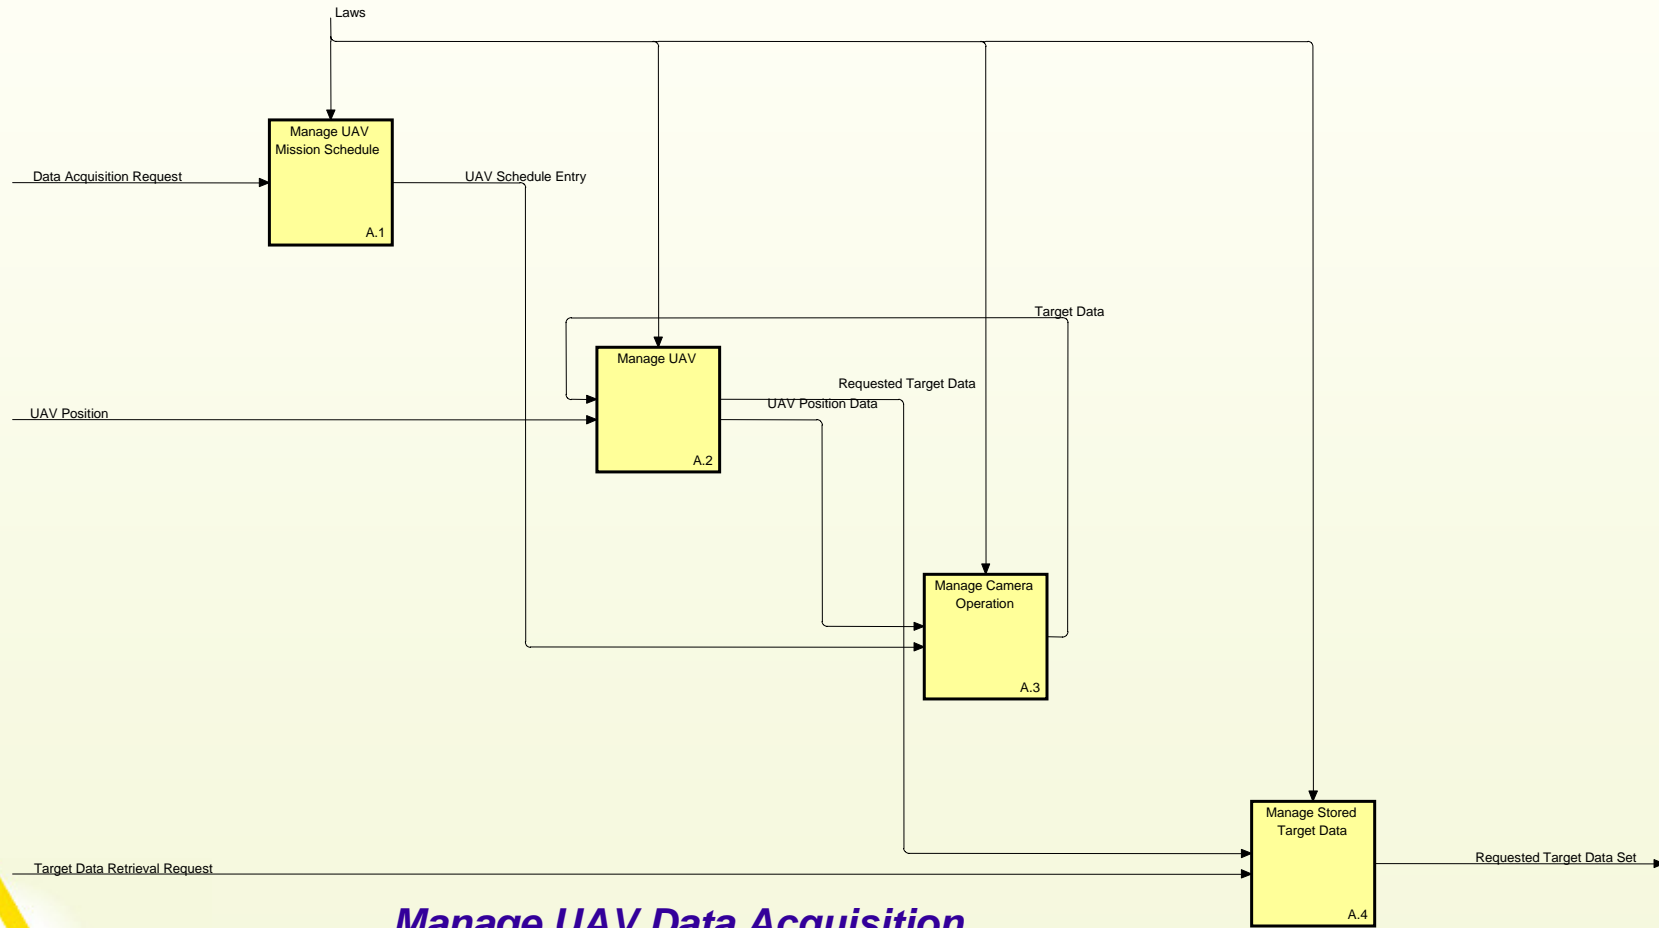 Laws
Manage UAV
Mission Schedule
Data Acquisition Request
UAV Schedule Entry
A.1
Target Data
Manage UAV
Requested Target Data
UAV Position Data
UAV Position
A.2
Manage Camera
Operation
A.3
Manage Stored
Target Data
Requested Target Data Set
Target Data Retrieval Request
A.4
Manage UAV Data Acquisition